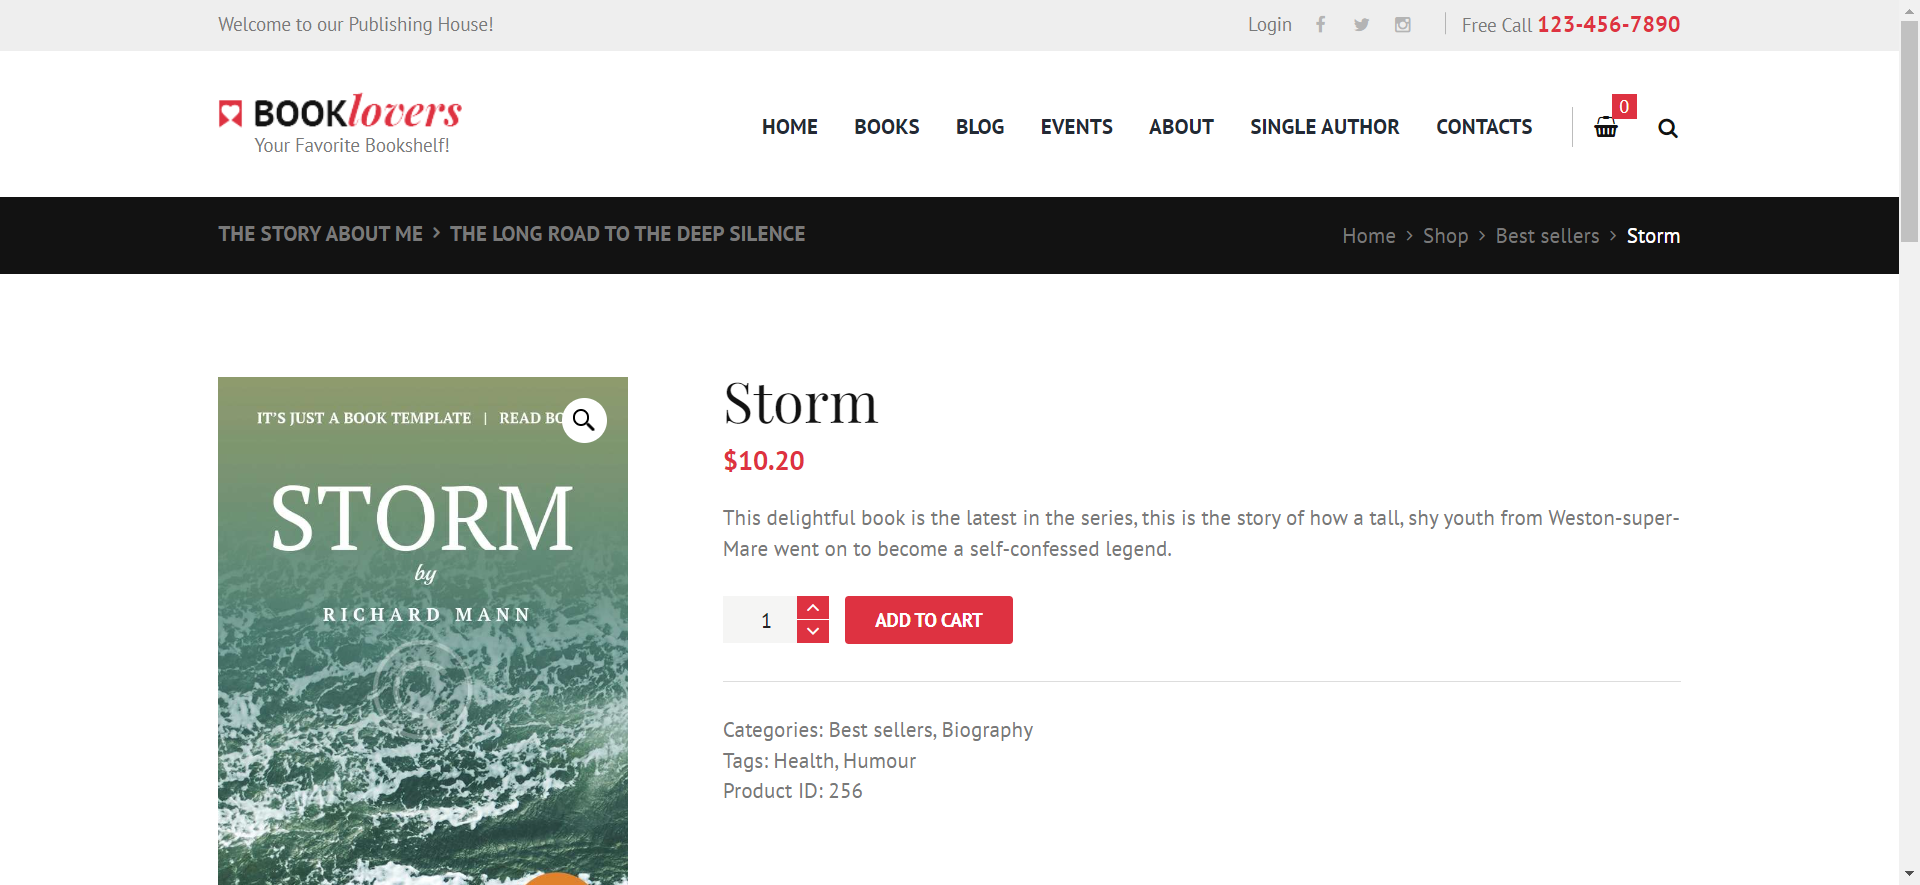 Welcome to our Publishing House!
Login
Free Call 123-456-7890
BOOKlovers
Your Favorite Bookshelf!
HOME BOOKS BLOG EVENTS ABOUT SINGLE AUTHOR CONTACTS
0
THE STORY ABOUT ME > THE LONG ROAD TO THE DEEP SILENCE
Home > Shop > Best sellers > Storm
IT'S JUST A BOOK TEMPLATE | READ
STORM
by
RICHARD MANN
Storm
$10.20
This delightful book is the latest in the series, this is the story of how a tall, shy youth from Weston-super-
Mare went on to become a self-confessed legend.
1
ADD TO CART
Categories: Best sellers, Biography
Tags: Health, Humour
Product ID: 256